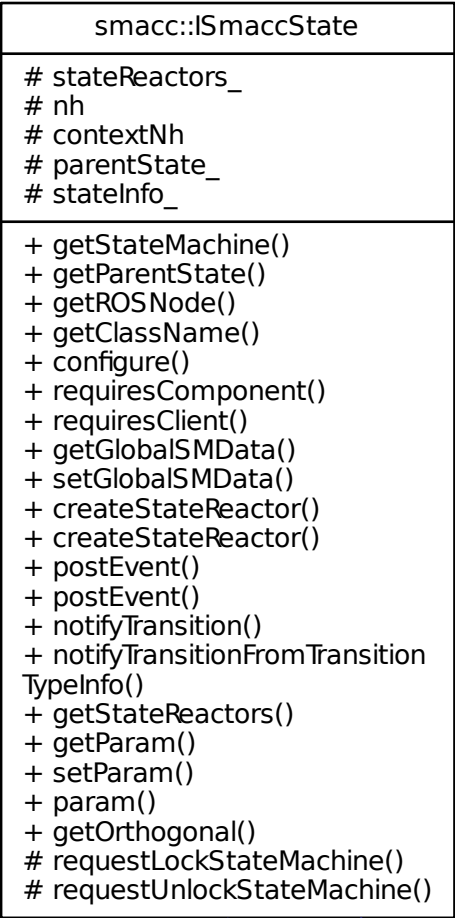 smacc::ISmaccState
# stateReactors_
# nh
# contextNh
# parentState_
# stateInfo_
+ getStateMachine()
+ getParentState()
+ getROSNode()
+ getClassName()
+ configure()
+ requiresComponent()
+ requiresClient()
+ getGlobalSMData()
+ setGlobalSMData()
+ createStateReactor()
+ createStateReactor()
+ postEvent()
+ postEvent()
+ notifyTransition()
+ notifyTransitionFromTransition
TypeInfo()
+ getStateReactors()
+ getParam()
+ setParam()
+ param()
+ getOrthogonal()
# requestLockStateMachine()
# requestUnlockStateMachine()